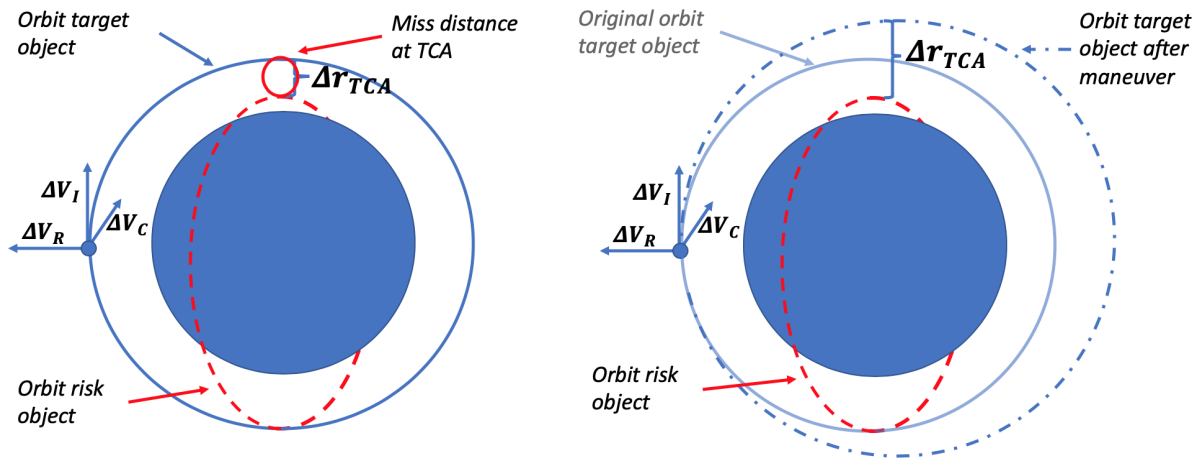 Orbit target
object
Miss distance
at TCA
Δr_TCA
ΔV_I
ΔV_C
ΔV_R
Orbit risk
object
Original orbit
target object
Orbit target
object after
maneuver
Δr_TCA
ΔV_I
ΔV_C
ΔV_R
Orbit risk
object